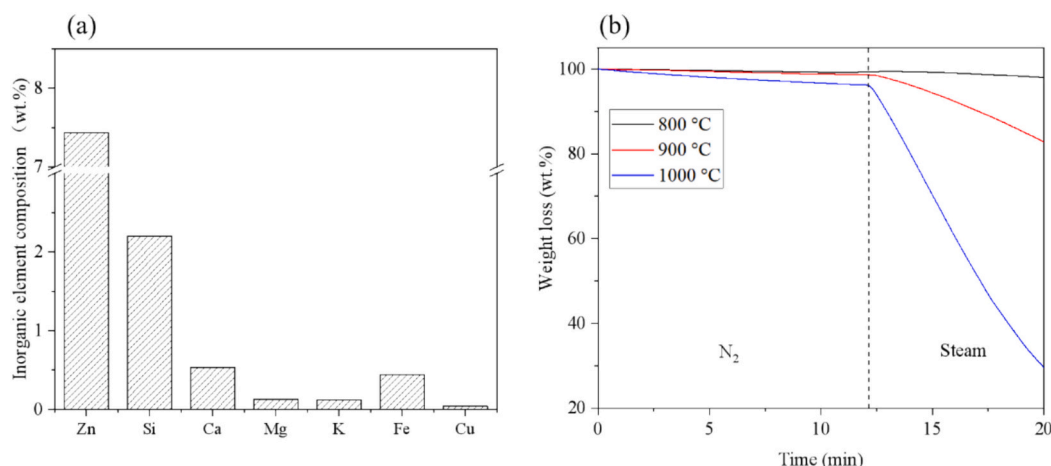 (a)
Inorganic element composition（wt.%）
8
7
2
1
0
Zn Si Ca Mg K Fe Cu
(b)
Weight loss (wt.%)
100
80
60
40
20
800 °C
900 °C
1000 °C
N₂
Steam
0 5 10 15 20
Time (min)